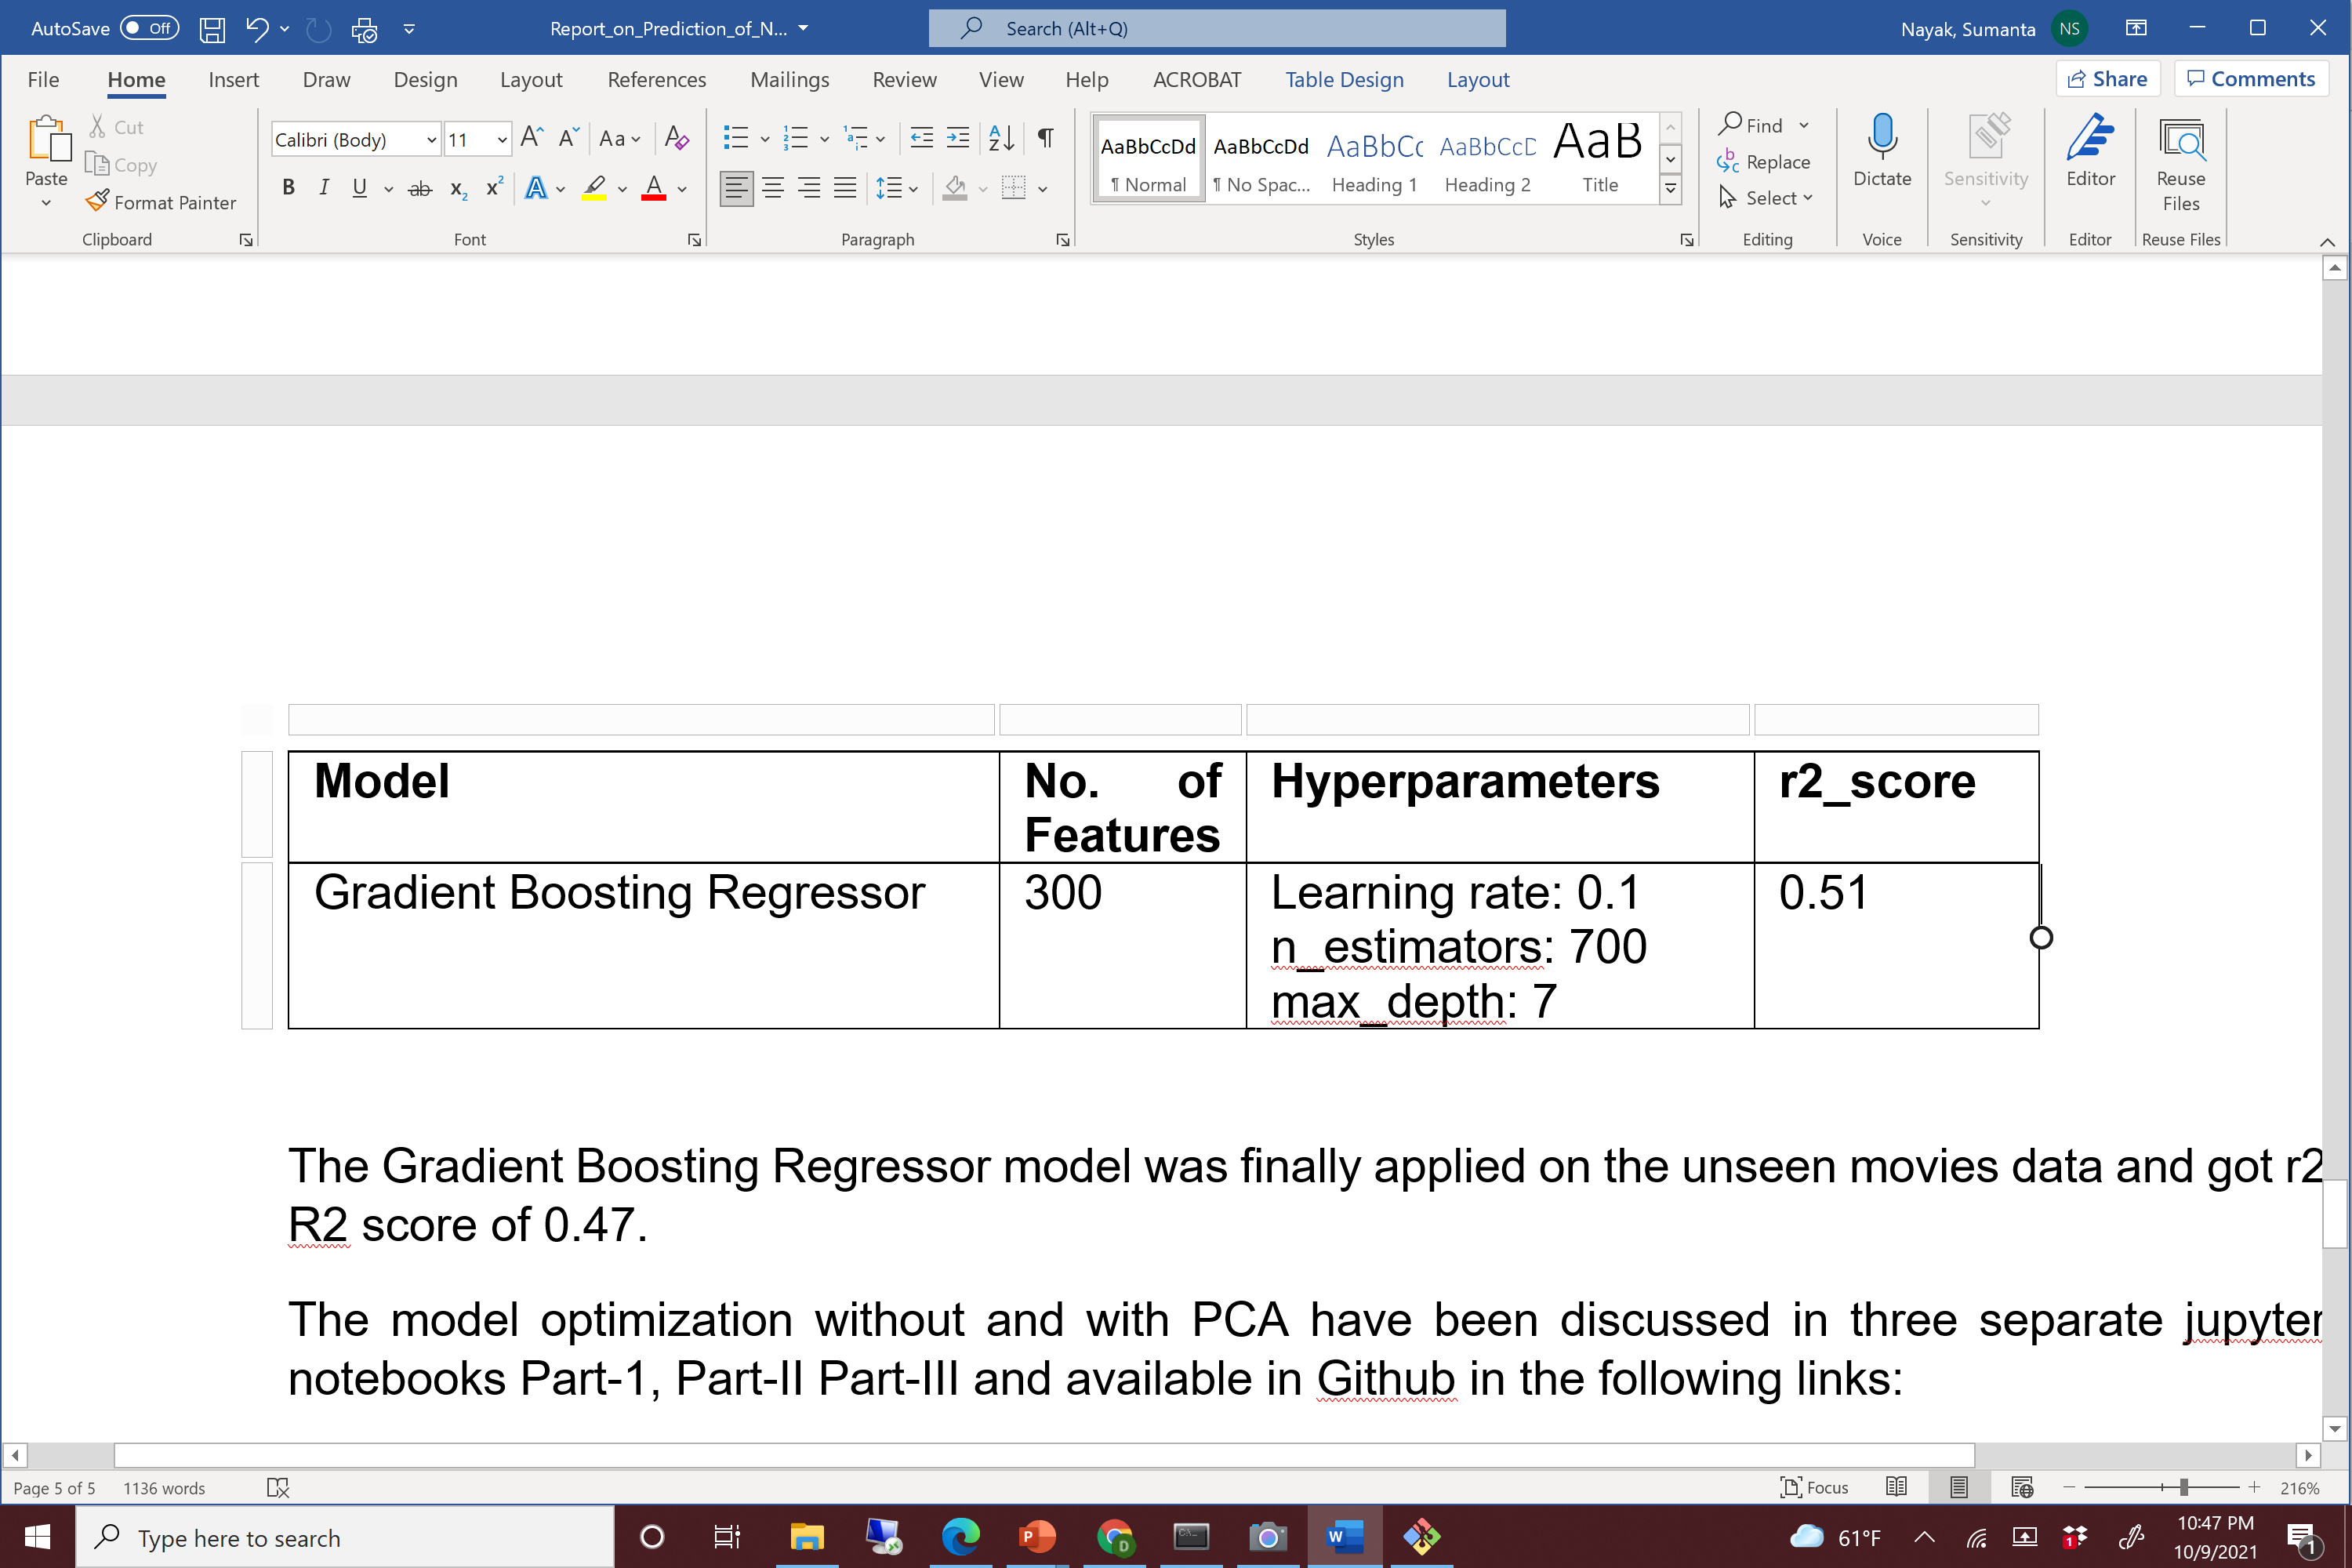 AutoSave Off Report_on_Prediction_of_N... Search (Alt+Q) Nayak, Sumanta NS
File Home Insert Draw Design Layout References Mailings Review View Help ACROBAT Table Design Layout Share Comments
Paste
Cut
Copy
Format Painter
Clipboard
Calibri (Body) 11
Font
Paragraph
AaBbCcDd AaBbCcDd AaBbCc AaBbCcD AaB
¶ Normal ¶ No Spac... Heading 1 Heading 2 Title
Styles
Find
Replace
Select
Editing
Dictate
Voice
Sensitivity
Sensitivity
Editor
Editor
Reuse
Files
Reuse Files
Model No. of Hyperparameters r2_score
Features
Gradient Boosting Regressor 300 Learning rate: 0.1 0.51
n_estimators: 700
max_depth: 7
The Gradient Boosting Regressor model was finally applied on the unseen movies data and got r2
R2 score of 0.47.
The model optimization without and with PCA have been discussed in three separate jupyter
notebooks Part-1, Part-II Part-III and available in Github in the following links:
Page 5 of 5 1136 words Focus 216%
Type here to search 61°F 10:47 PM
10/9/2021